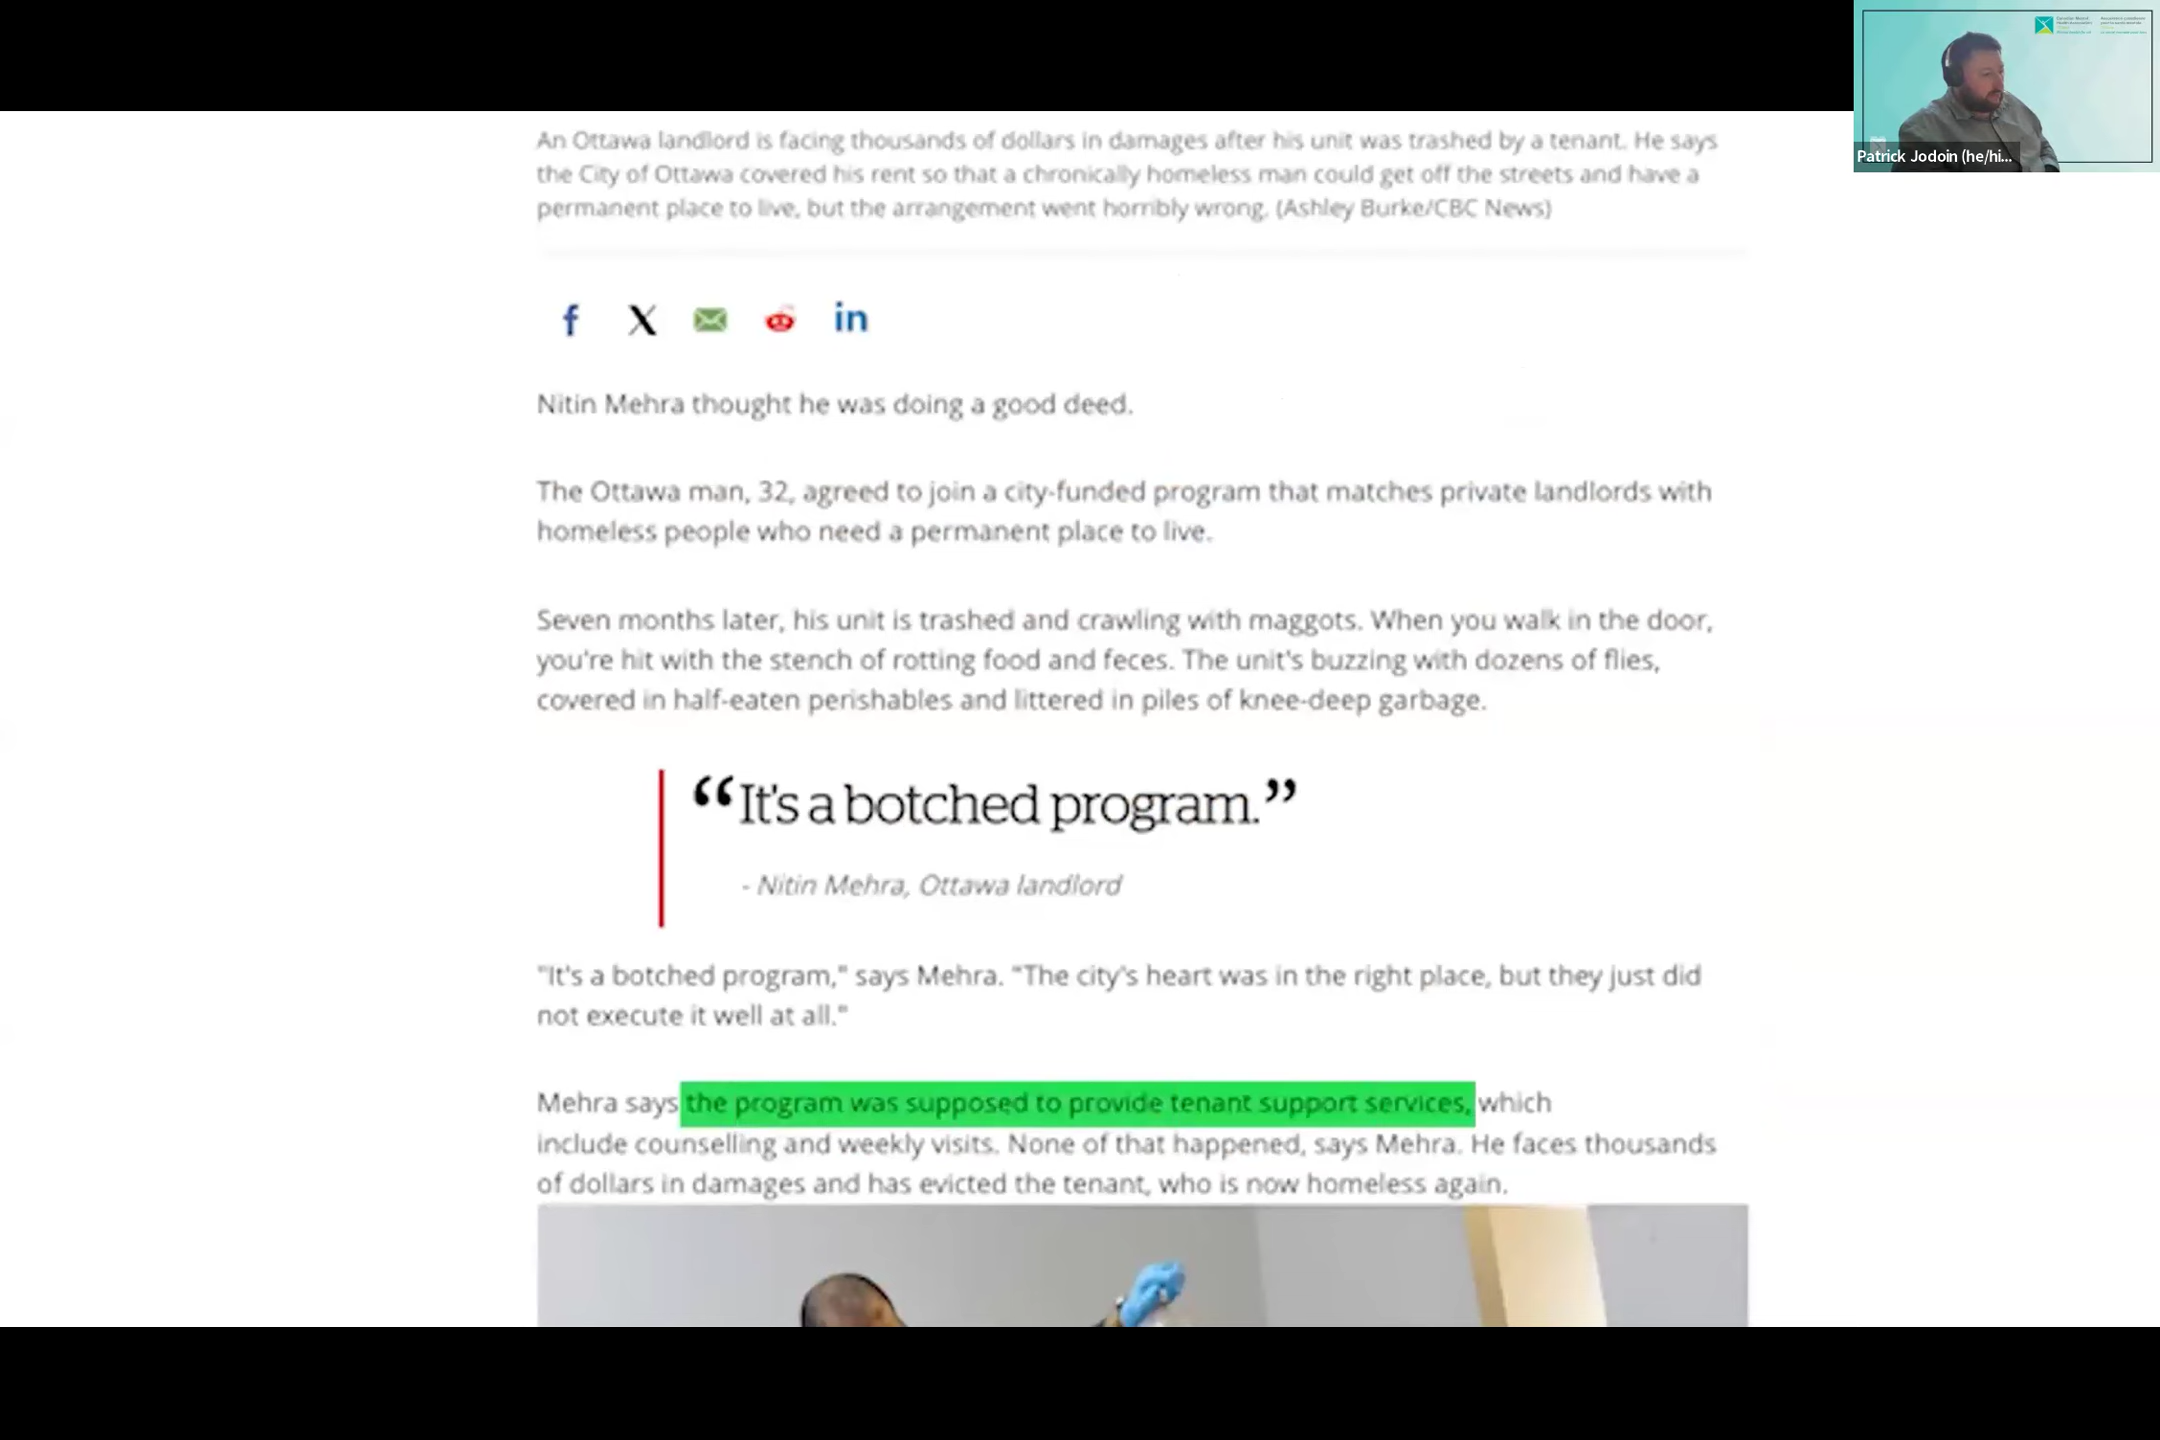 An Ottawa landlord is facing thousands of dollars in damages after his unit was trashed by a tenant. He says
the City of Ottawa covered his rent so that a chronically homeless man could get off the streets and have a
permanent place to live, but the arrangement went horribly wrong. (Ashley Burke/CBC News)
Patrick Jodoin (he/hi...
Nitin Mehra thought he was doing a good deed.
The Ottawa man, 32, agreed to join a city-funded program that matches private landlords with
homeless people who need a permanent place to live.
Seven months later, his unit is trashed and crawling with maggots. When you walk in the door,
you're hit with the stench of rotting food and feces. The unit's buzzing with dozens of flies,
covered in half-eaten perishables and littered in piles of knee-deep garbage.
“It's a botched program.”
- Nitin Mehra, Ottawa landlord
"It's a botched program," says Mehra. "The city's heart was in the right place, but they just did
not execute it well at all."
Mehra says the program was supposed to provide tenant support services, which
include counselling and weekly visits. None of that happened, says Mehra. He faces thousands
of dollars in damages and has evicted the tenant, who is now homeless again.